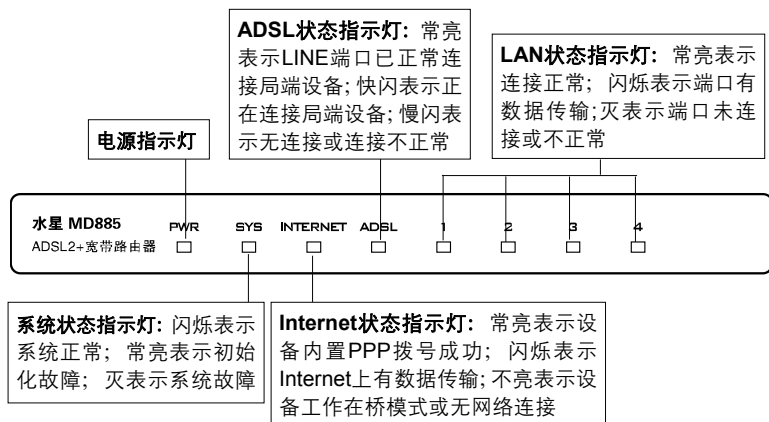 ADSL状态指示灯: 常亮
表示LINE端口已正常连
接局端设备; 快闪表示正
在连接局端设备; 慢闪表
示无连接或连接不正常
LAN状态指示灯: 常亮表示
连接正常; 闪烁表示端口有
数据传输;灭表示端口未连
接或不正常
电源指示灯
水星 MD885
ADSL2+宽带路由器
PWR
SYS
INTERNET
ADSL
1
2
3
4
系统状态指示灯: 闪烁表示
系统正常; 常亮表示初始
化故障; 灭表示系统故障
Internet状态指示灯: 常亮表示设
备内置PPP拨号成功; 闪烁表示
Internet上有数据传输; 不亮表示设
备工作在桥模式或无网络连接